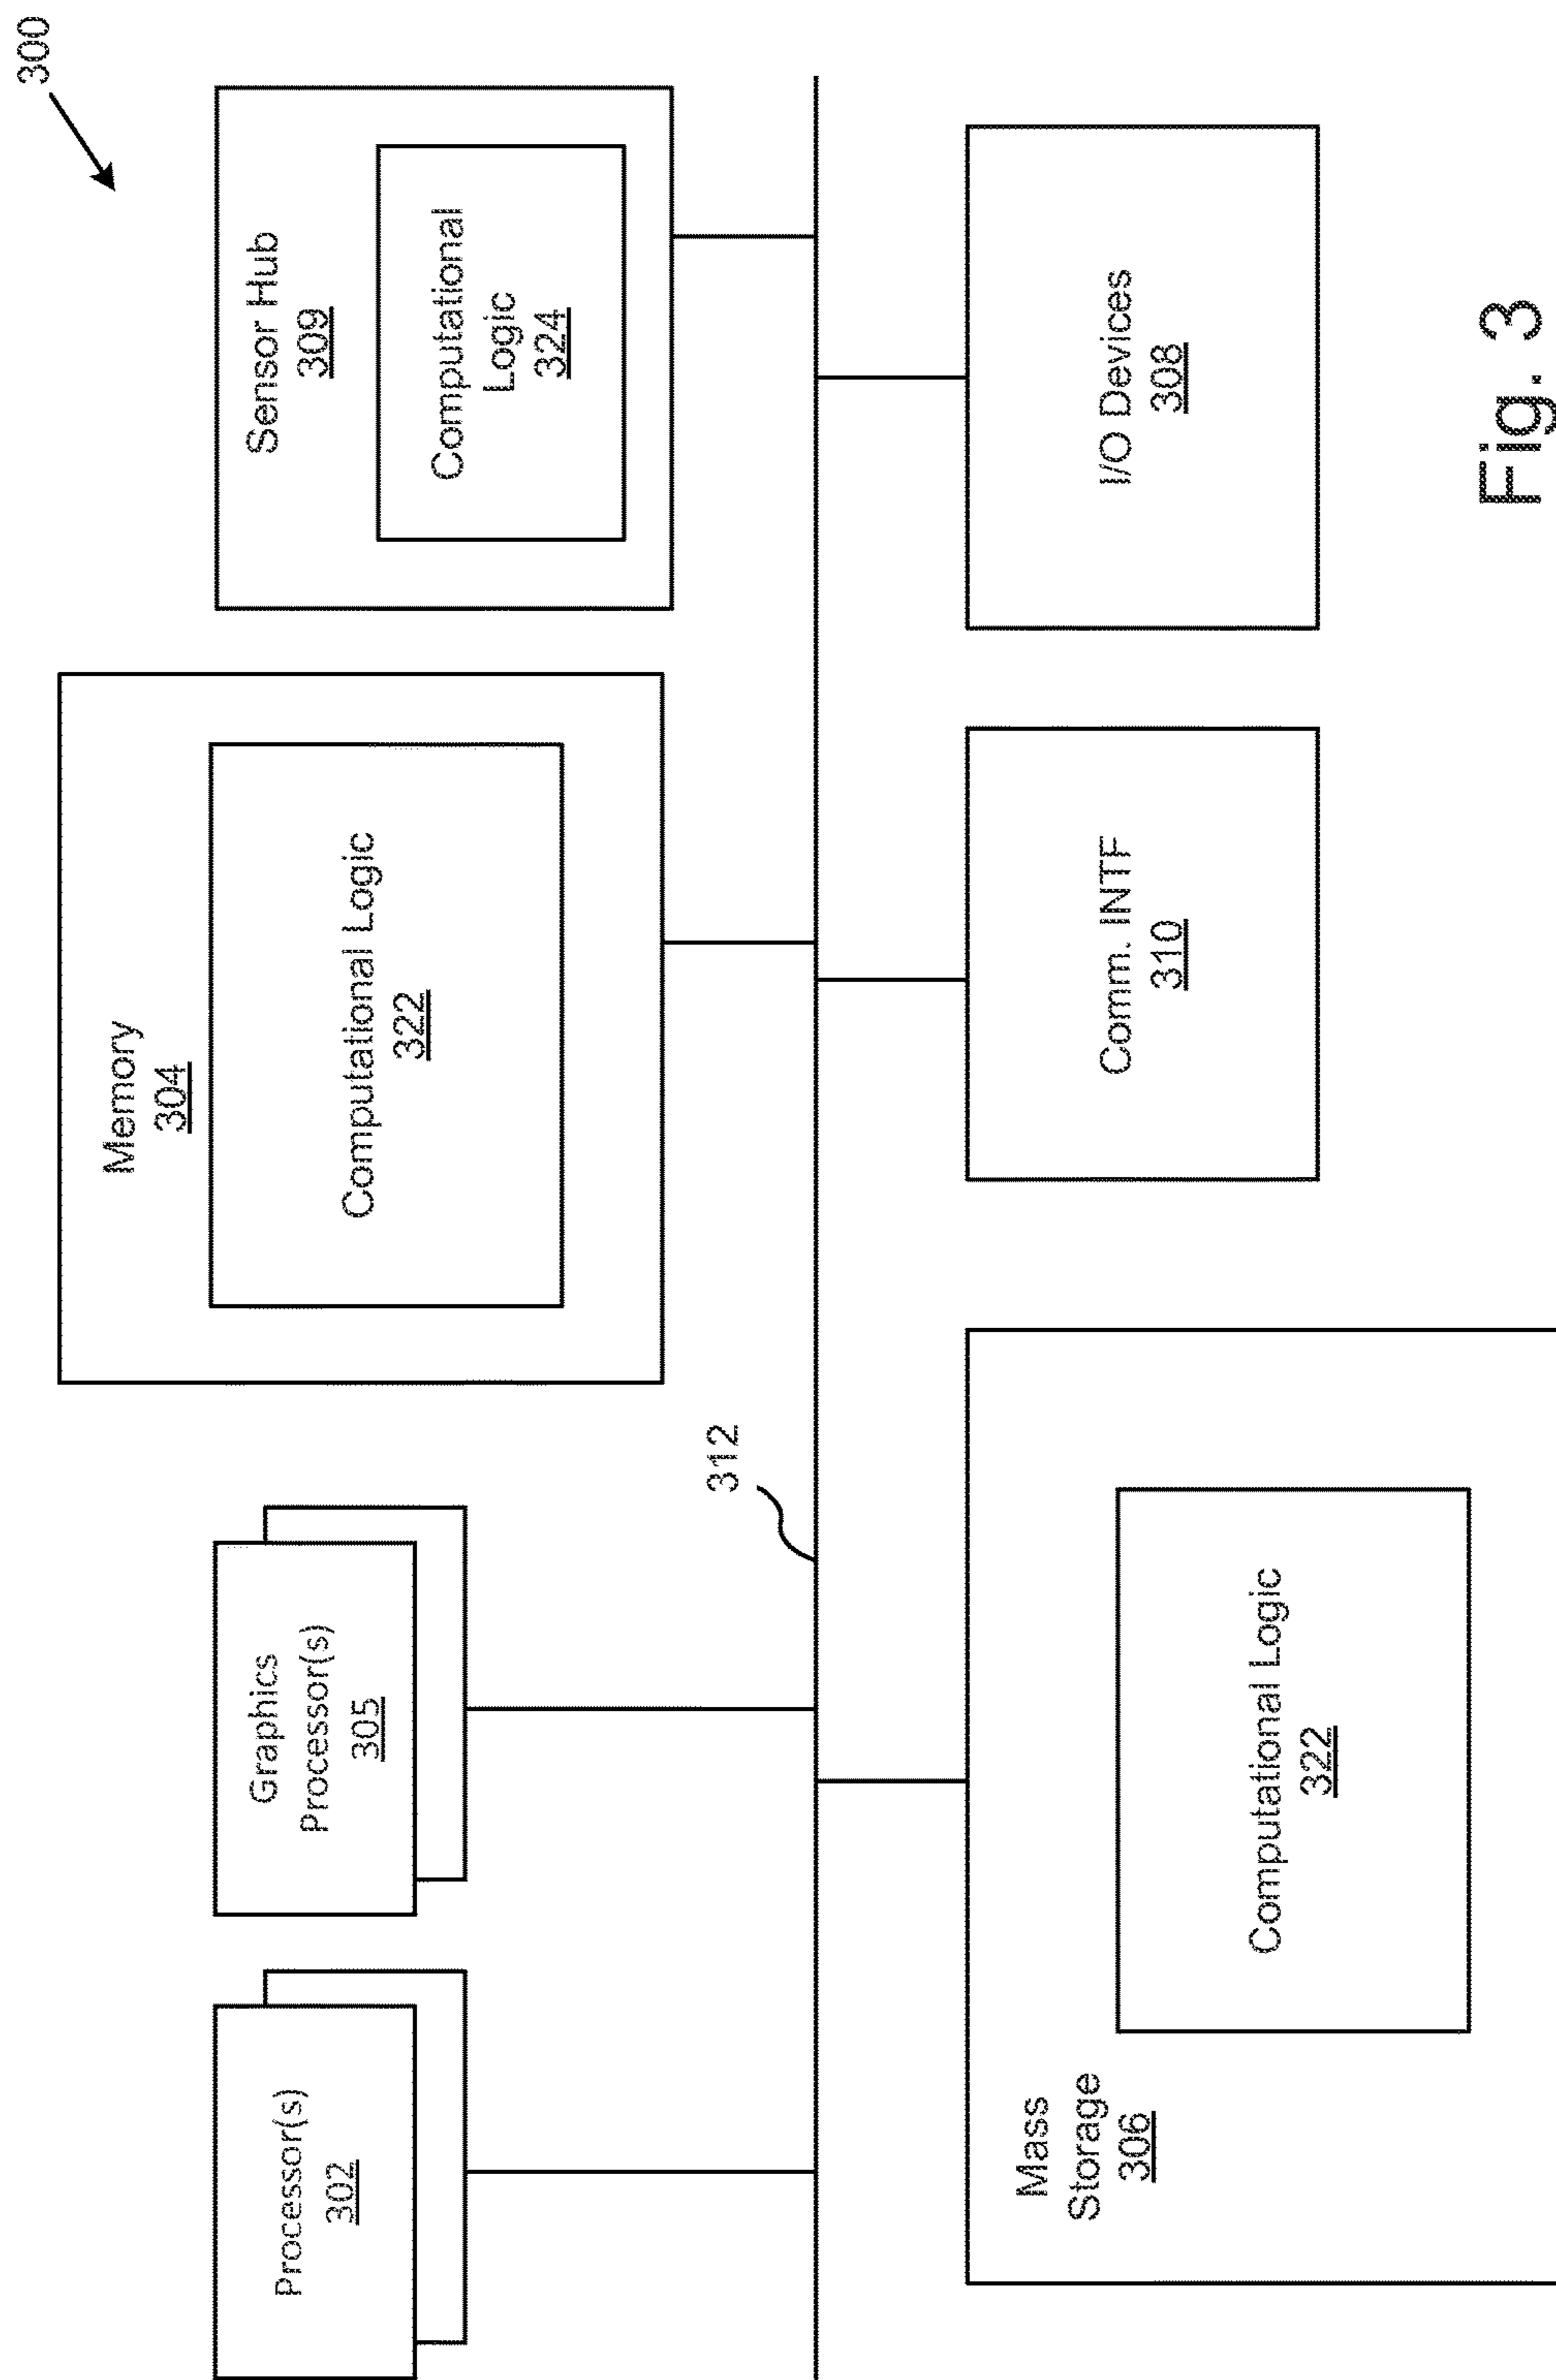 300
Processor(s)
302
Graphics
Processor(s)
305
Memory
304
Computational Logic
322
Sensor Hub
309
Computational
Logic
324
312
Mass
Storage
306
Computational Logic
322
Comm. INTF
310
I/O Devices
308
Fig. 3